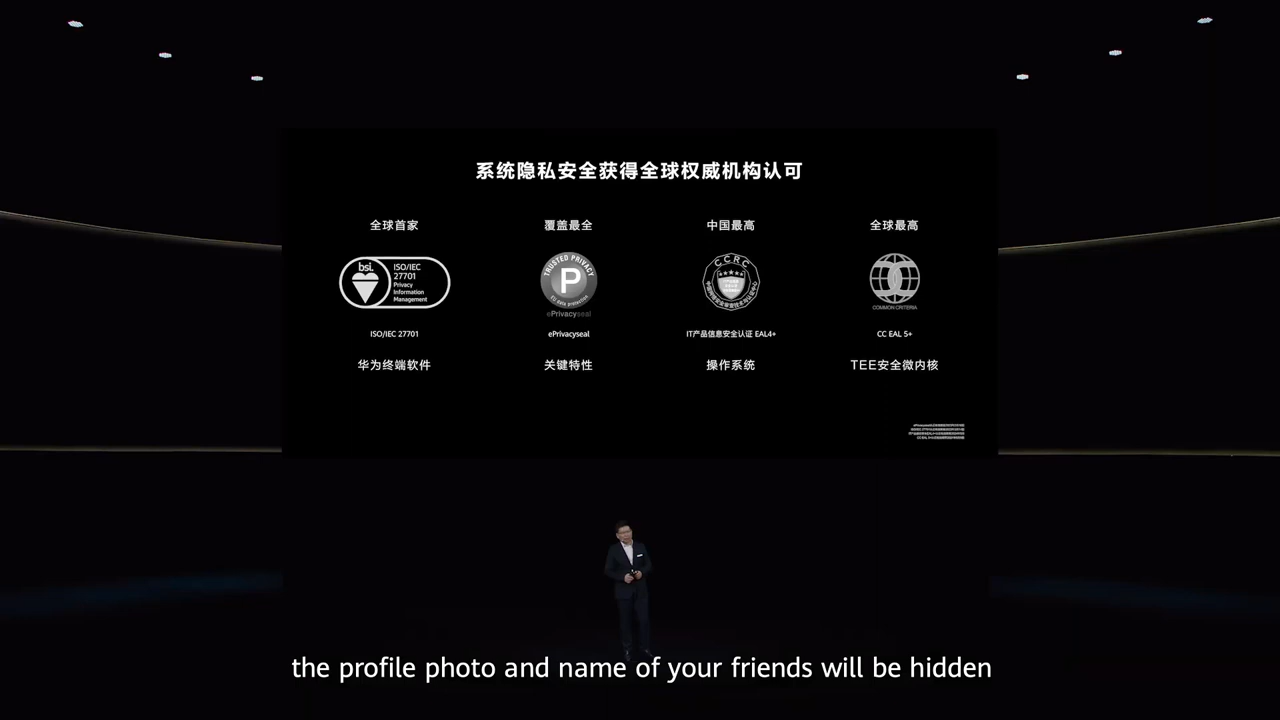 系统隐私安全获得全球权威机构认可
全球首家
覆盖最全
中国最高
全球最高
bsi.
ISO/IEC
27701
Privacy
Information
Management
TRUSTED PRIVACY
P
EU data protection
ePrivacyseal
CCRC
COMMON CRITERIA
ISO/IEC 27701
ePrivacyseal
IT产品信息安全认证 EAL4+
CC EAL 5+
华为终端软件
关键特性
操作系统
TEE安全微内核
the profile photo and name of your friends will be hidden